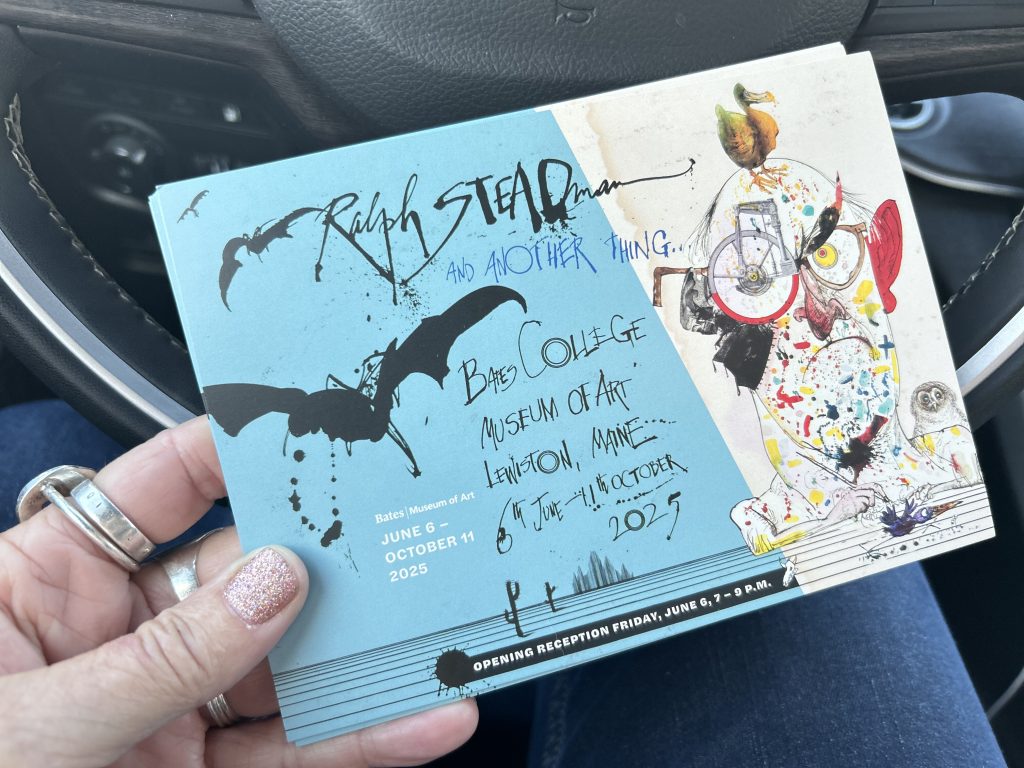 Ralph STEADman
AND ANOTHER THING...
BATES COLLEGE
MUSEUM OF ART
LEWISTON, MAINE...
6TH JUNE – 11TH OCTOBER
2025
Bates | Museum of Art
JUNE 6 –
OCTOBER 11
2025
OPENING RECEPTION FRIDAY, JUNE 6, 7 – 9 P.M.